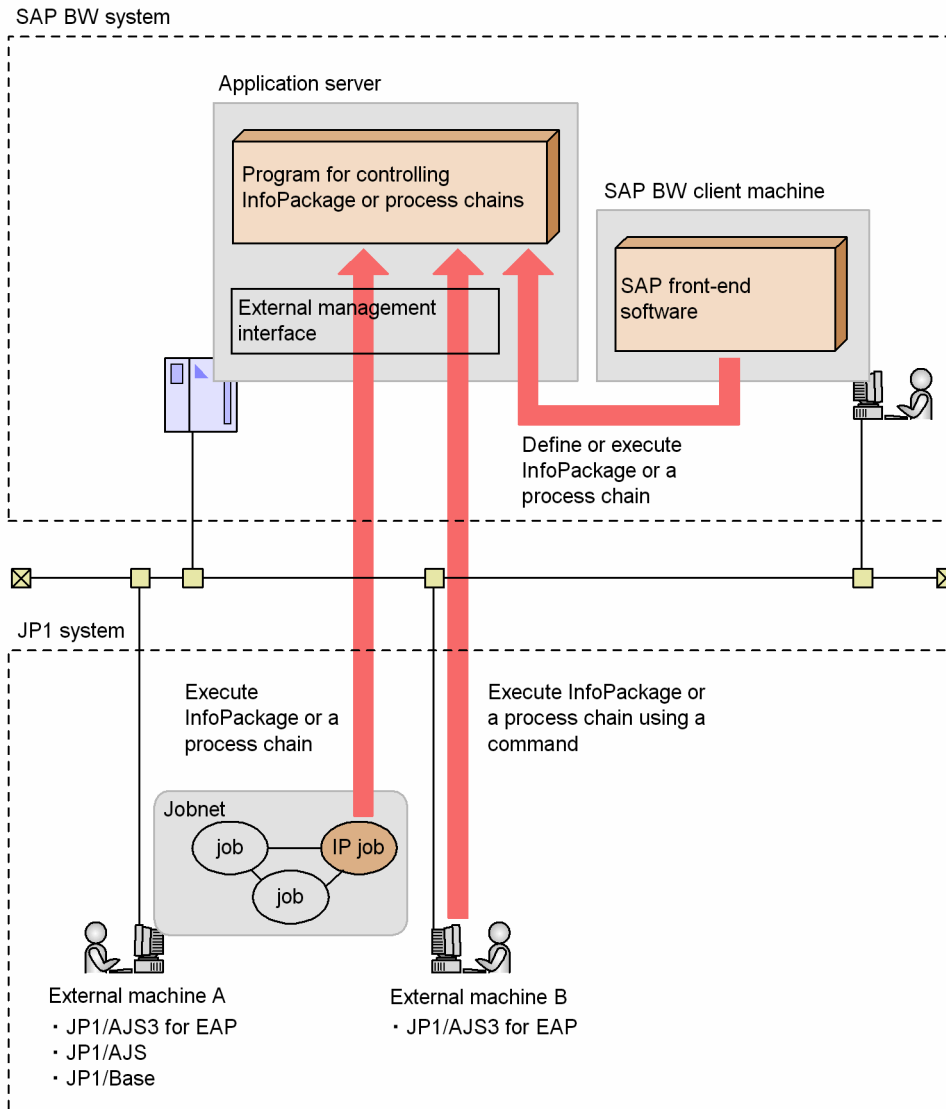 SAP BW system
Application server
Program for controlling
InfoPackage or process chains
SAP BW client machine
SAP front-end
software
External management
interface
Define or execute
InfoPackage or a
process chain
JP1 system
Execute
InfoPackage or a
process chain
Execute InfoPackage or
a process chain using a
command
Jobnet
job
IP job
job
External machine A
・JP1/AJS3 for EAP
・JP1/AJS
・JP1/Base
External machine B
・JP1/AJS3 for EAP